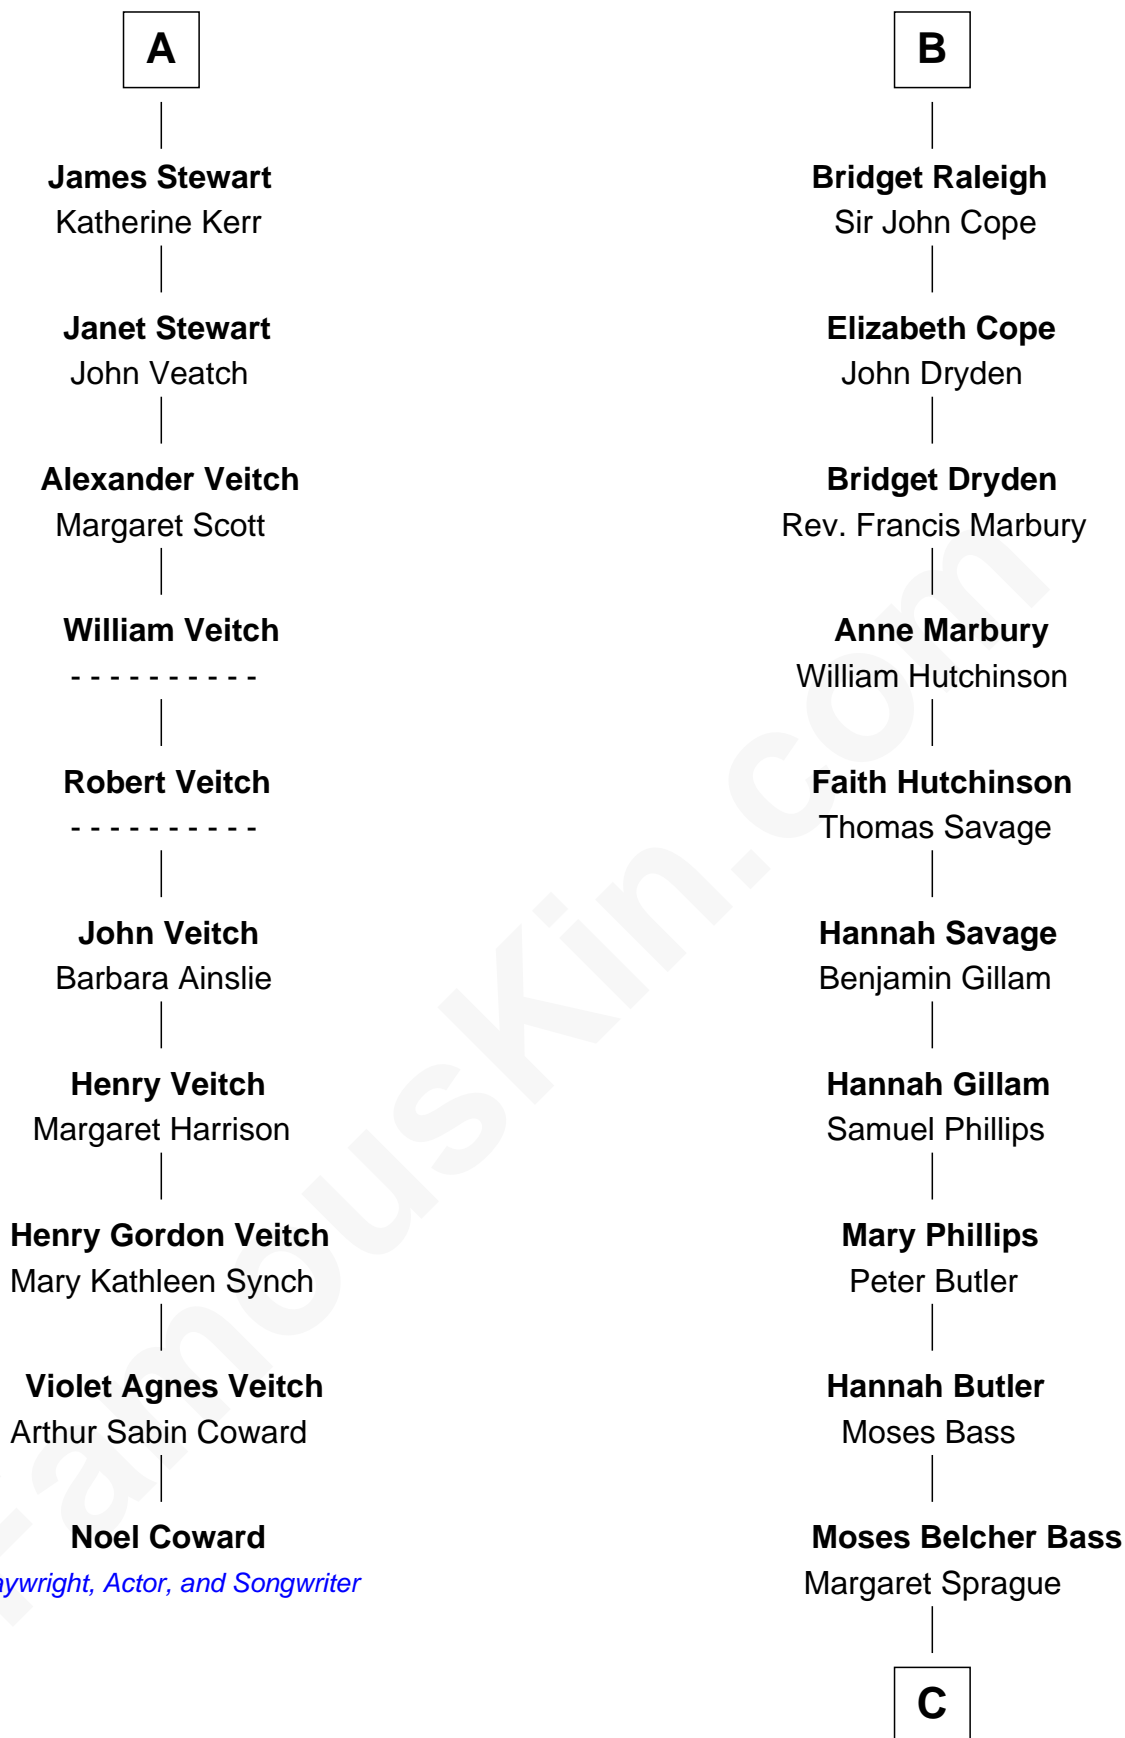 A
James Stewart
Katherine Kerr
Janet Stewart
John Veatch
Alexander Veitch
Margaret Scott
William Veitch
- - - - - - - - - -
Robert Veitch
- - - - - - - - - -
John Veitch
Barbara Ainslie
Henry Veitch
Margaret Harrison
Henry Gordon Veitch
Mary Kathleen Synch
Violet Agnes Veitch
Arthur Sabin Coward
Noel Coward
aywright, Actor, and Songwriter
B
Bridget Raleigh
Sir John Cope
Elizabeth Cope
John Dryden
Bridget Dryden
Rev. Francis Marbury
Anne Marbury
William Hutchinson
Faith Hutchinson
Thomas Savage
Hannah Savage
Benjamin Gillam
Hannah Gillam
Samuel Phillips
Mary Phillips
Peter Butler
Hannah Butler
Moses Bass
Moses Belcher Bass
Margaret Sprague
C
FamousKin.com